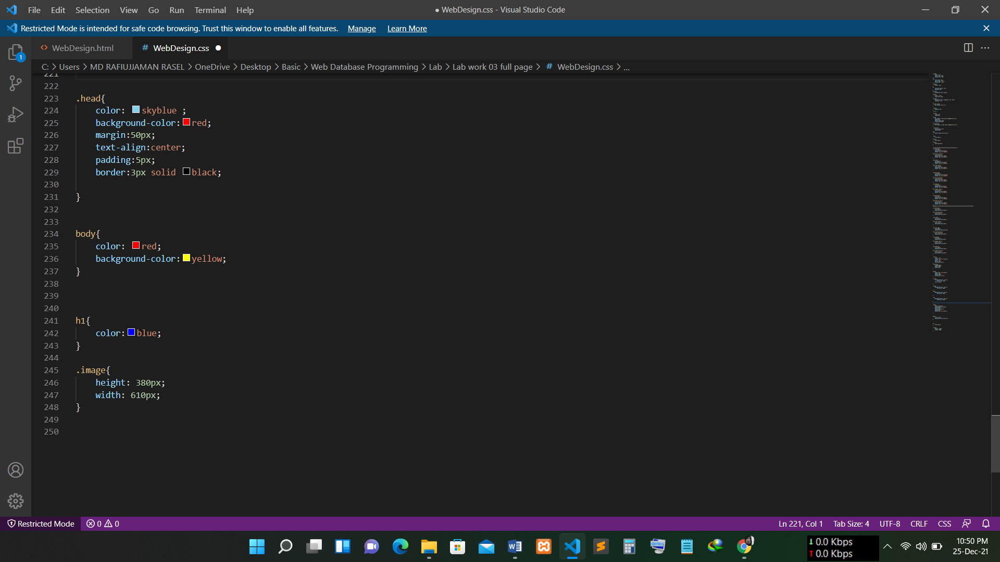 File Edit Selection View Go Run Terminal Help ● WebDesign.css - Visual Studio Code
Restricted Mode is intended for safe code browsing. Trust this window to enable all features. Manage Learn More
WebDesign.html # WebDesign.css
1
C: > Users > MD RAFIUJJAMAN RASEL > OneDrive > Desktop > Basic > Web Database Programming > Lab > Lab work 03 full page > # WebDesign.css > ...
221
222
223 .head{
224 color: skyblue ;
225 background-color: red;
226 margin:50px;
227 text-align:center;
228 padding:5px;
229 border:3px solid black;
230
231 }
232
233
234 body{
235 color: red;
236 background-color: yellow;
237 }
238
239
240
241 h1{
242 color: blue;
243 }
244
245 .image{
246 height: 380px;
247 width: 610px;
248 }
249
250
Restricted Mode 0 0 Ln 221, Col 1 Tab Size: 4 UTF-8 CRLF CSS
↓ 0.0 Kbps
↑ 0.0 Kbps
10:50 PM
25-Dec-21